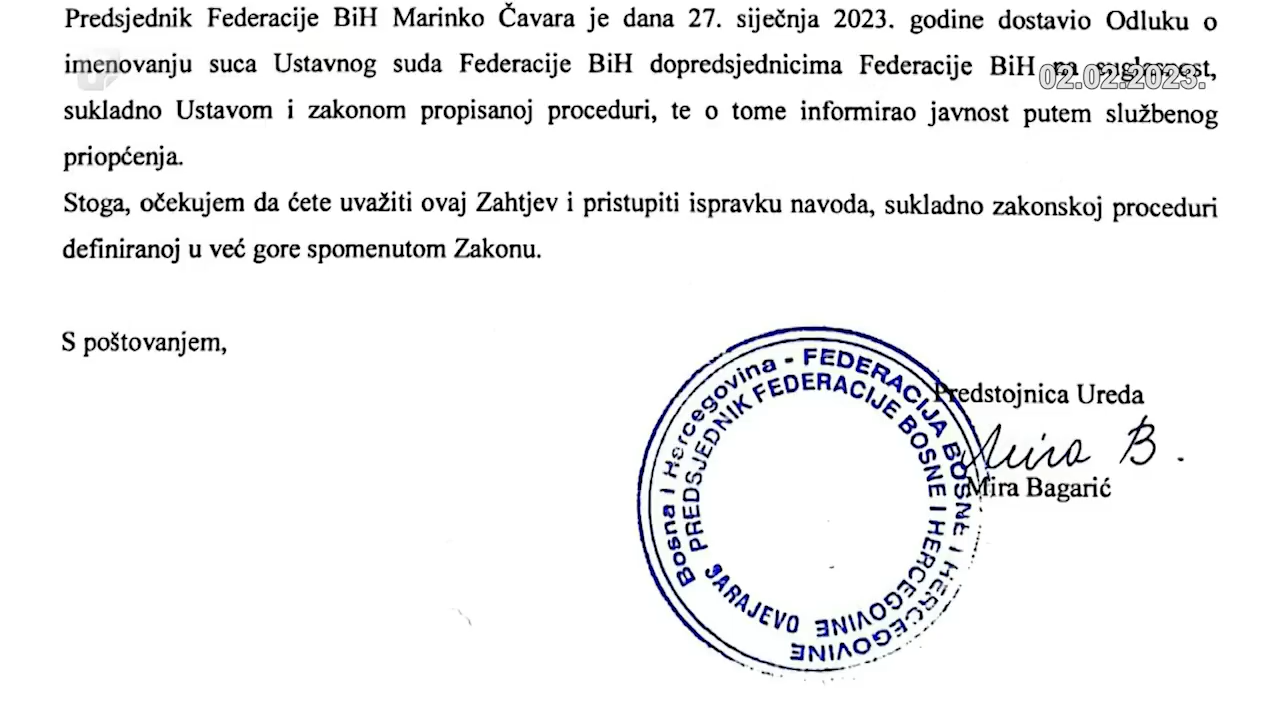 Predsjednik Federacije BiH Marinko Čavara je dana 27. siječnja 2023. godine dostavio Odluku o
imenovanju suca Ustavnog suda Federacije BiH dopredsjednicima Federacije BiH na suglasnost,
02.02.2023.
sukladno Ustavom i zakonom propisanoj proceduri, te o tome informirao javnost putem službenog
priopćenja.
Stoga, očekujem da ćete uvažiti ovaj Zahtjev i pristupiti ispravku navoda, sukladno zakonskoj proceduri
definiranoj u već gore spomenutom Zakonu.
S poštovanjem,
Bosna i Hercegovina - FEDERACIJA BOSNE I HERCEGOVINE
PREDSJEDNIK FEDERACIJE BOSNE I HERCEGOVINE
SARAJEVO
Predstojnica Ureda
Mira B.
Mira Bagarić